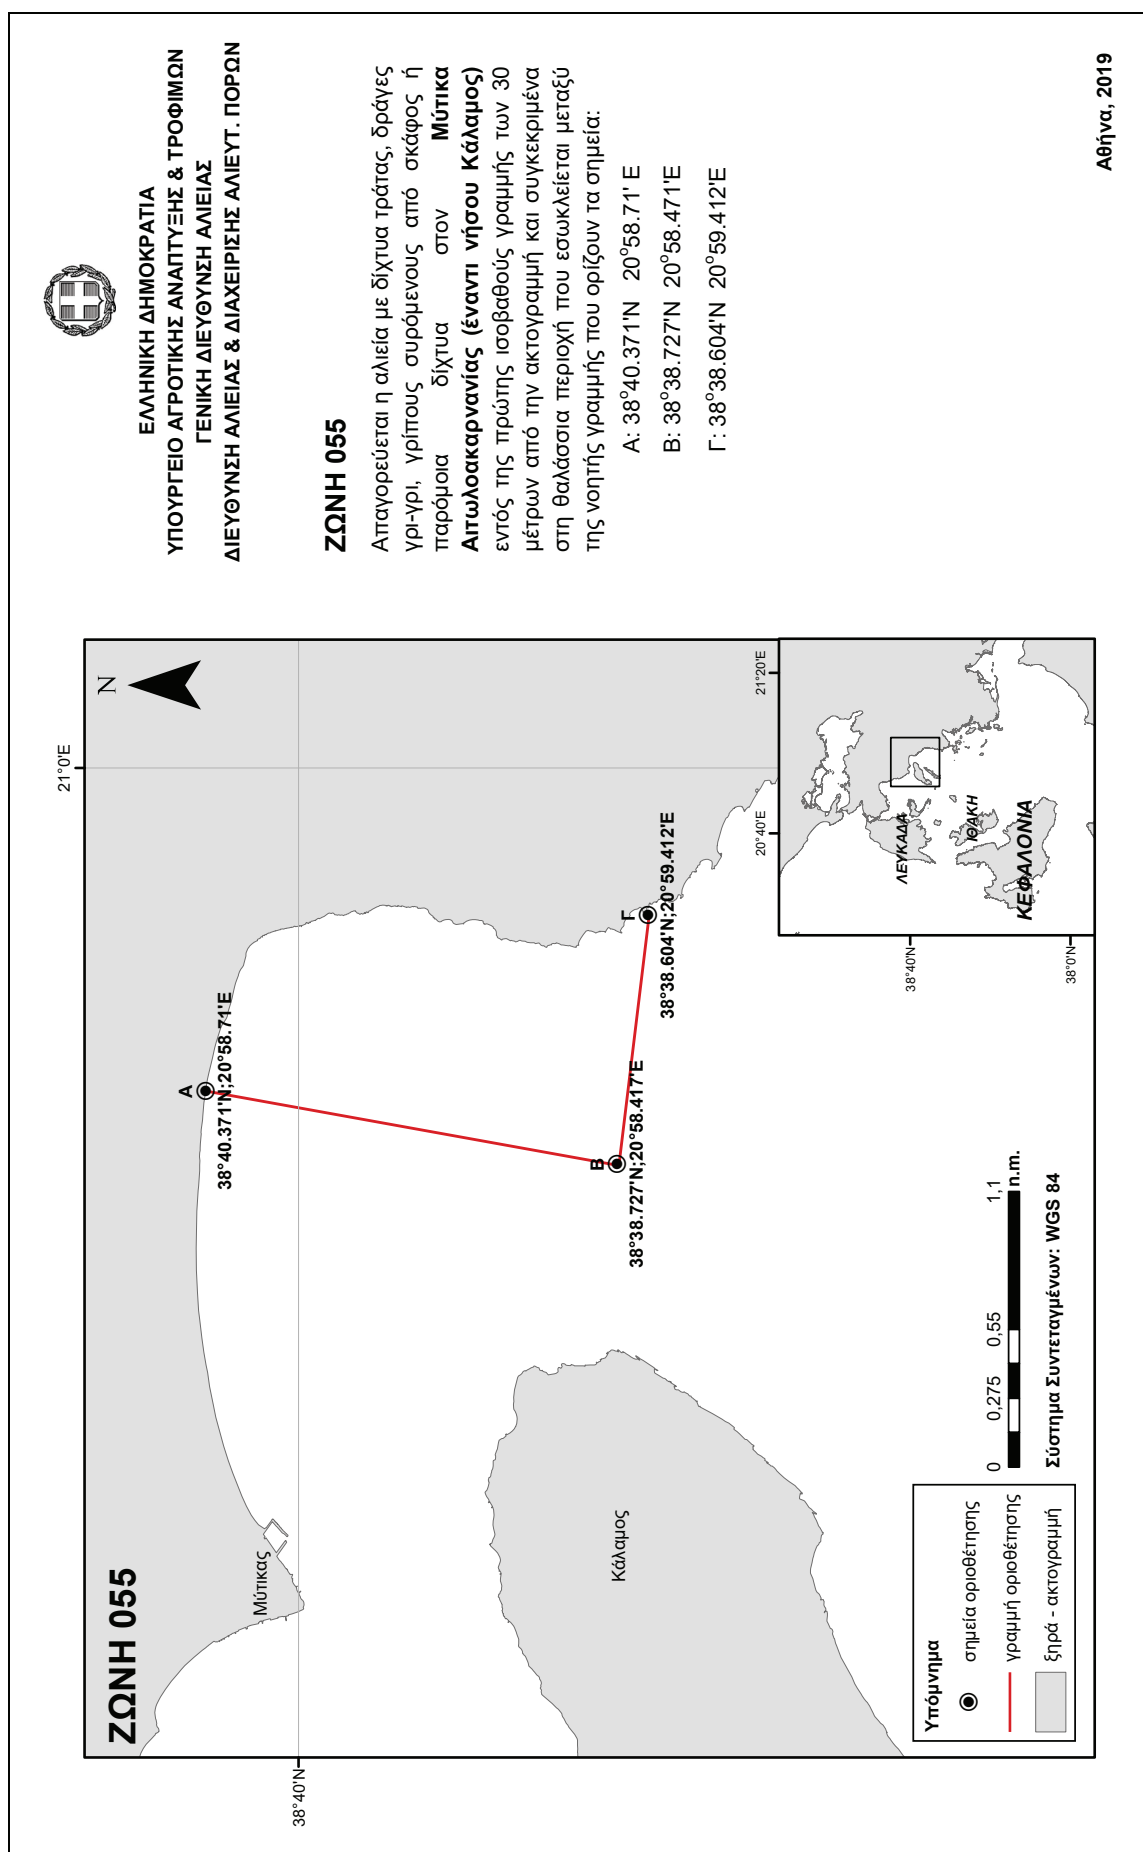 ΖΩΝΗ 055
N
21°0'E
38°40'N
Μύτικας
Κάλαμος
A
38°40.371'N;20°58.71'E
B
38°38.727'N;20°58.417'E
Γ
38°38.604'N;20°59.412'E
Υπόμνημα
σημεία οριοθέτησης
γραμμή οριοθέτησης
ξηρά - ακτογραμμή
0 0,275 0,55 1,1
n.m.
Σύστημα Συντεταγμένων: WGS 84
20°40'E 21°20'E
38°40'N
38°0'N
ΛΕΥΚΑΔΑ
ΙΘΑΚΗ
ΚΕΦΑΛΟΝΙΑ
ΕΛΛΗΝΙΚΗ ΔΗΜΟΚΡΑΤΙΑ
ΥΠΟΥΡΓΕΙΟ ΑΓΡΟΤΙΚΗΣ ΑΝΑΠΤΥΞΗΣ & ΤΡΟΦΙΜΩΝ
ΓΕΝΙΚΗ ΔΙΕΥΘΥΝΣΗ ΑΛΙΕΙΑΣ
ΔΙΕΥΘΥΝΣΗ ΑΛΙΕΙΑΣ & ΔΙΑΧΕΙΡΙΣΗΣ ΑΛΙΕΥΤ. ΠΟΡΩΝ
ΖΩΝΗ 055
Απαγορεύεται η αλιεία με δίχτυα τράτας, δράγες
γρι-γρι, γρίπους συρόμενους από σκάφος ή
παρόμοια δίχτυα στον Μύτικα
Αιτωλοακαρνανίας (έναντι νήσου Κάλαμος)
εντός της πρώτης ισοβαθούς γραμμής των 30
μέτρων από την ακτογραμμή και συγκεκριμένα
στη θαλάσσια περιοχή που εσωκλείεται μεταξύ
της νοητής γραμμής που ορίζουν τα σημεία:
Α: 38°40.371'N 20°58.71' E
Β: 38°38.727'N 20°58.471'E
Γ: 38°38.604'N 20°59.412'E
Αθήνα, 2019